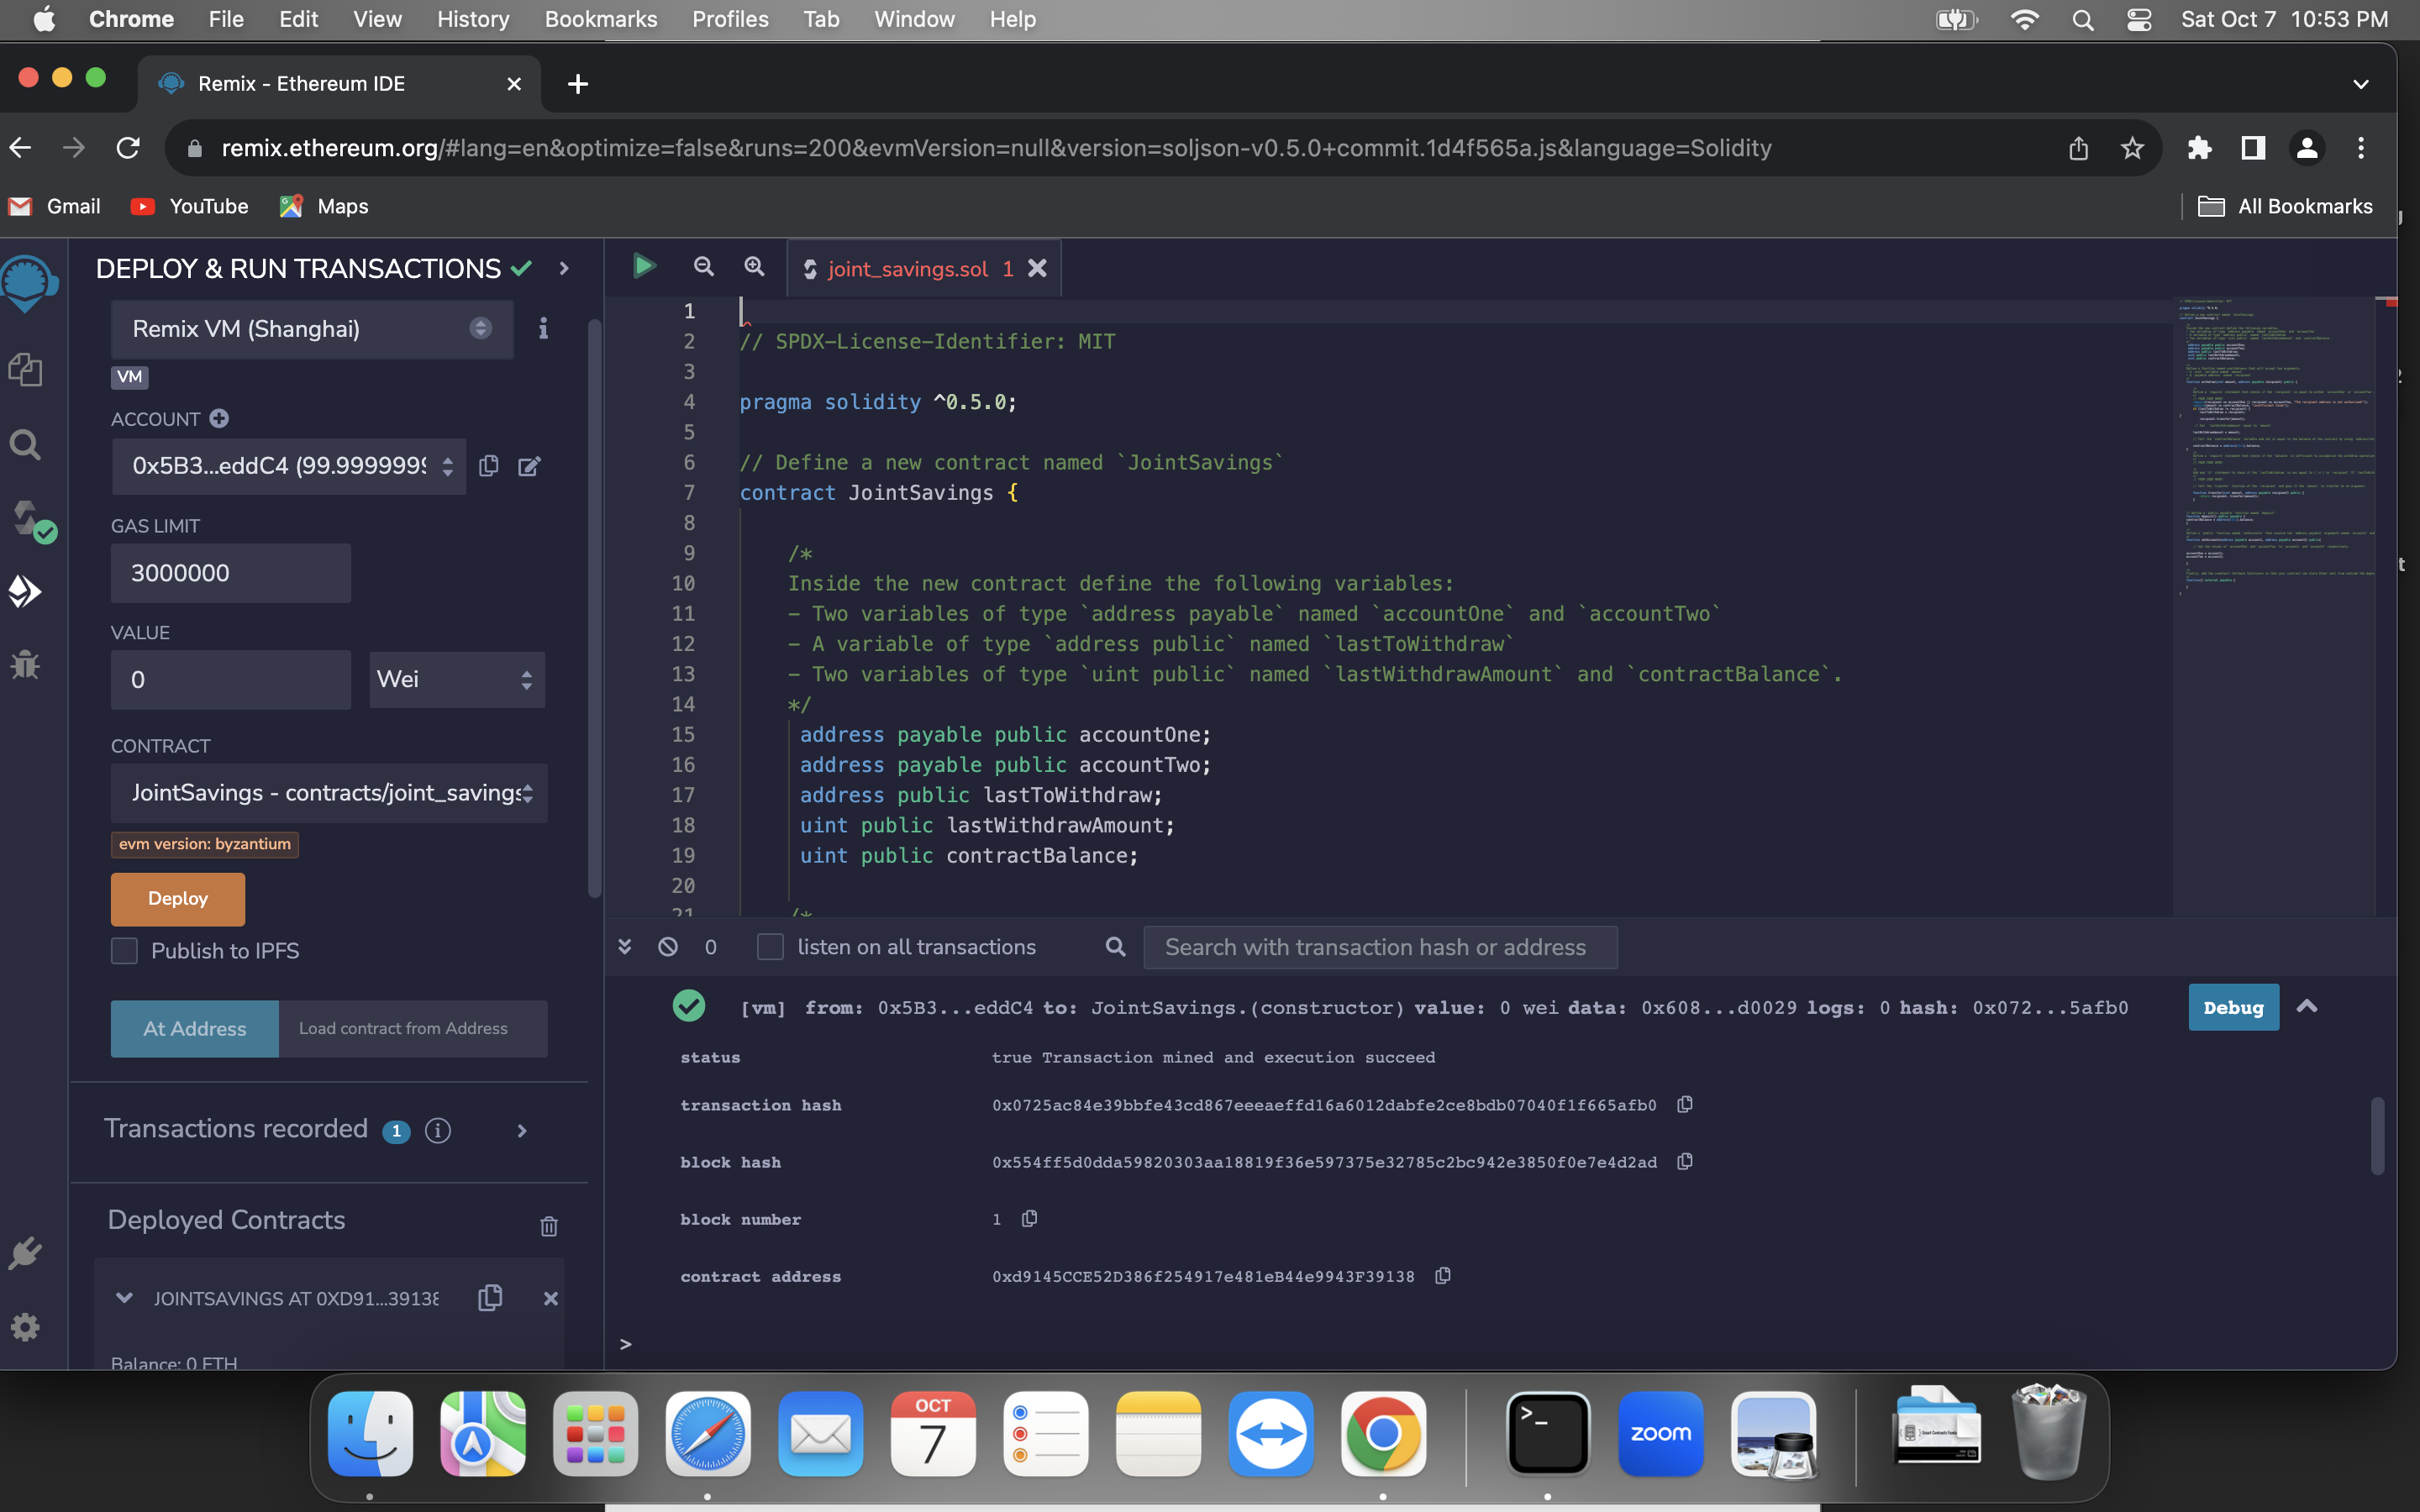 Chrome File Edit View History Bookmarks Profiles Tab Window Help Sat Oct 7 10:53 PM
Remix - Ethereum IDE
remix.ethereum.org/#lang=en&optimize=false&runs=200&evmVersion=null&version=soljson-v0.5.0+commit.1d4f565a.js&language=Solidity
Gmail YouTube Maps All Bookmarks
DEPLOY & RUN TRANSACTIONS
Remix VM (Shanghai)
VM
ACCOUNT
0x5B3...eddC4 (99.9999999
GAS LIMIT
3000000
VALUE
0 Wei
CONTRACT
JointSavings - contracts/joint_savings
evm version: byzantium
Deploy
Publish to IPFS
At Address Load contract from Address
Transactions recorded 1 i
Deployed Contracts
JOINTSAVINGS AT 0XD91...39138
Balance: 0 ETH
joint_savings.sol 1
1
2 // SPDX-License-Identifier: MIT
3
4 pragma solidity ^0.5.0;
5
6 // Define a new contract named `JointSavings`
7 contract JointSavings {
8
9 /*
10 Inside the new contract define the following variables:
11 - Two variables of type `address payable` named `accountOne` and `accountTwo`
12 - A variable of type `address public` named `lastToWithdraw`
13 - Two variables of type `uint public` named `lastWithdrawAmount` and `contractBalance`.
14 */
15 address payable public accountOne;
16 address payable public accountTwo;
17 address public lastToWithdraw;
18 uint public lastWithdrawAmount;
19 uint public contractBalance;
20
21 /*
0 listen on all transactions Search with transaction hash or address
[vm] from: 0x5B3...eddC4 to: JointSavings.(constructor) value: 0 wei data: 0x608...d0029 logs: 0 hash: 0x072...5afb0 Debug
status true Transaction mined and execution succeed
transaction hash 0x0725ac84e39bbfe43cd867eeeaeffd16a6012dabfe2ce8bdb07040f1f665afb0
block hash 0x554ff5d0dda59820303aa18819f36e597375e32785c2bc942e3850f0e7e4d2ad
block number 1
contract address 0xd9145CCE52D386f254917e481eB44e9943F39138
>
OCT
7
>_
zoom